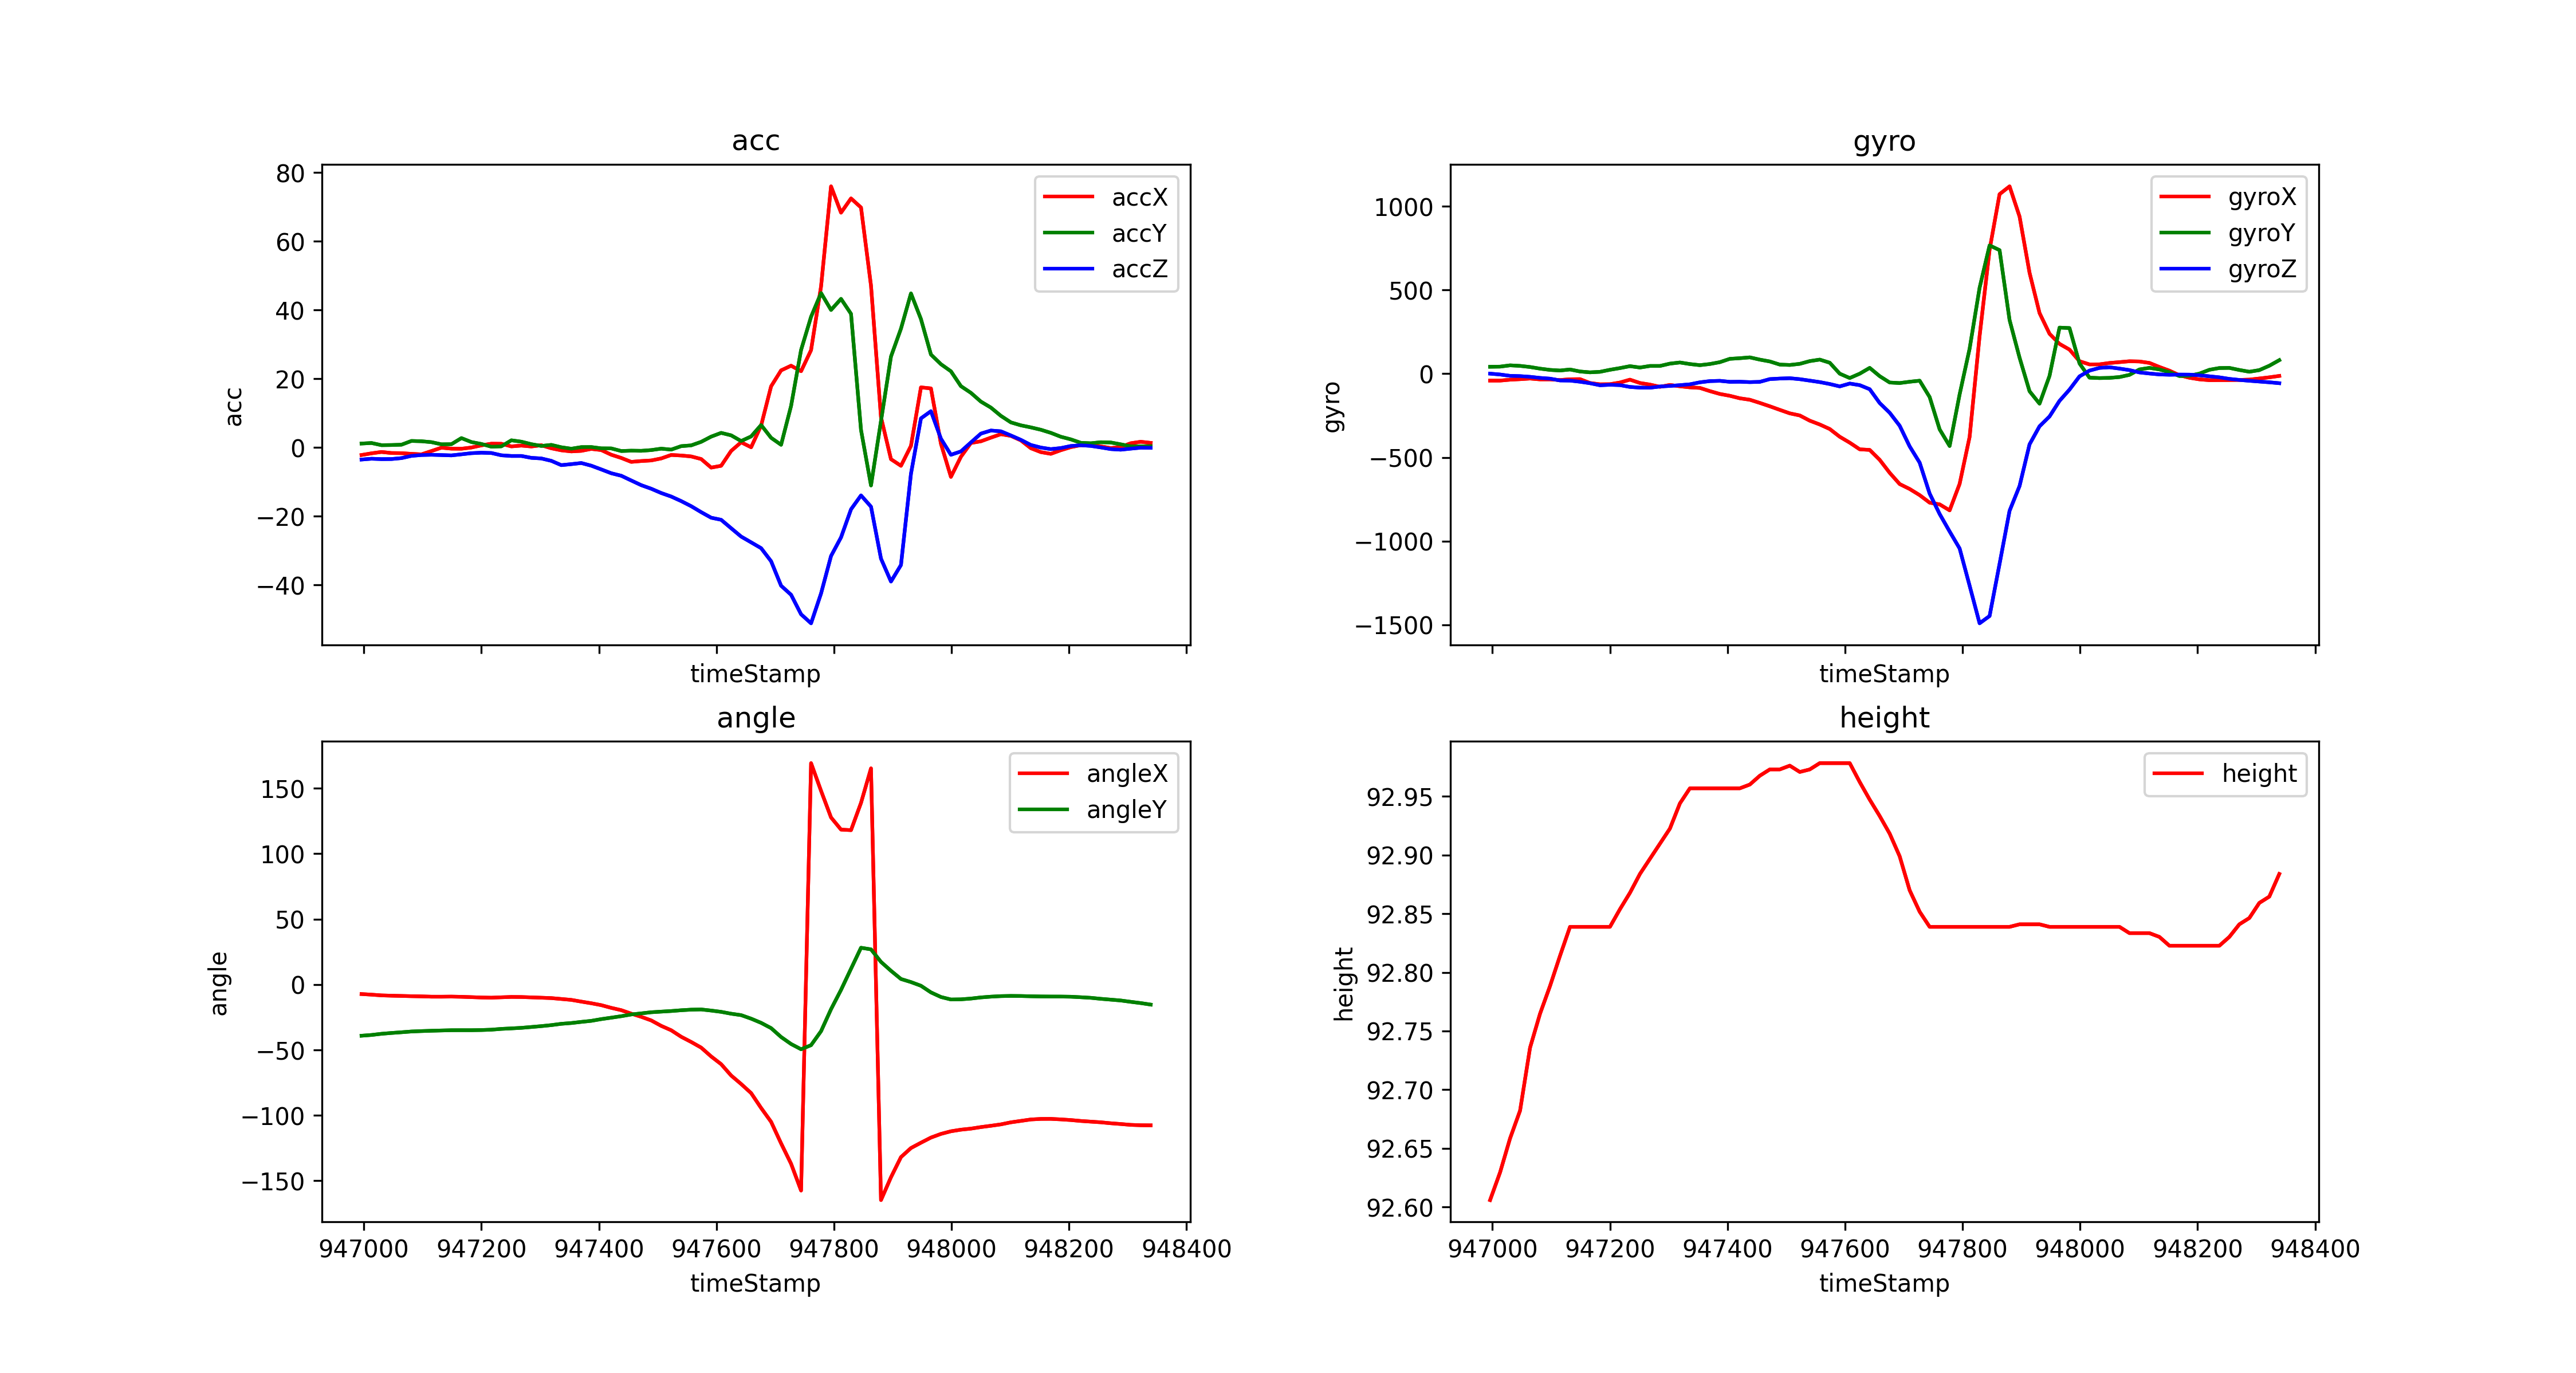 acc
80
60
40
20
0
−20
−40
acc
timeStamp
accX
accY
accZ
gyro
1000
500
0
−500
−1000
−1500
gyro
timeStamp
gyroX
gyroY
gyroZ
angle
150
100
50
0
−50
−100
−150
angle
947000 947200 947400 947600 947800 948000 948200 948400
timeStamp
angleX
angleY
height
92.95
92.90
92.85
92.80
92.75
92.70
92.65
92.60
height
947000 947200 947400 947600 947800 948000 948200 948400
timeStamp
height